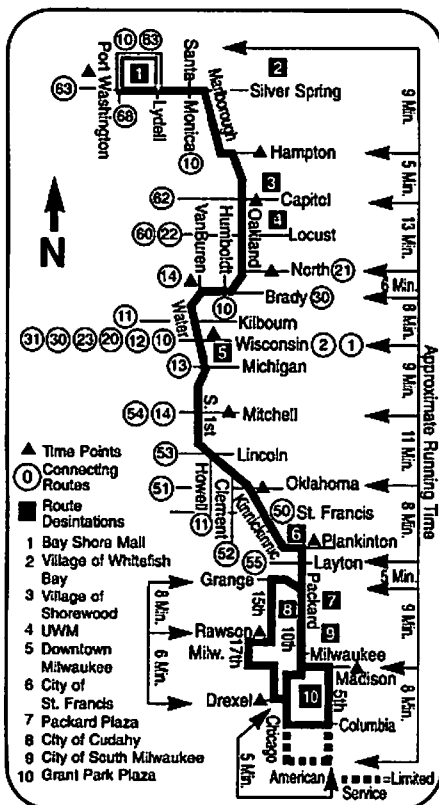 10 63
1
2
Port Washington
Santa Monica
Marlborough
Silver Spring
63
68
Lydell
10
9 Min.
Hampton
5 Min.
3
62
Capitol
4
N
60 22
VanBuren
Humboldt
Oakland
Locust
13 Min.
14
North 21
6 Min.
10
Brady 30
11
Water
Kilbourn
8 Min.
31 30 23 20 12 10
Wisconsin 2 1
5
13
Michigan
9 Min.
Approximate Running Time
54 14
S. 1st
Mitchell
11 Min.
53
Lincoln
51
Howell
Clement
Kinnickinnic
Oklahoma
50 St. Francis
8 Min.
11
52
6
Plankinton
55
Layton
5 Min.
Grange
Packard
15th
8
7
8 Min.
10th
9
9 Min.
Rawson
Milw.
17th
Milwaukee
Madison
6 Min.
10
5th
8 Min.
Drexel
Columbia
Chicago
5 Min.
American
=Limited
Service
Time Points
0 Connecting
Routes
Route
Desintations
1 Bay Shore Mall
2 Village of Whitefish
Bay
3 Village of
Shorewood
4 UWM
5 Downtown
Milwaukee
6 City of
St. Francis
7 Packard Plaza
8 City of Cudahy
9 City of South Milwaukee
10 Grant Park Plaza